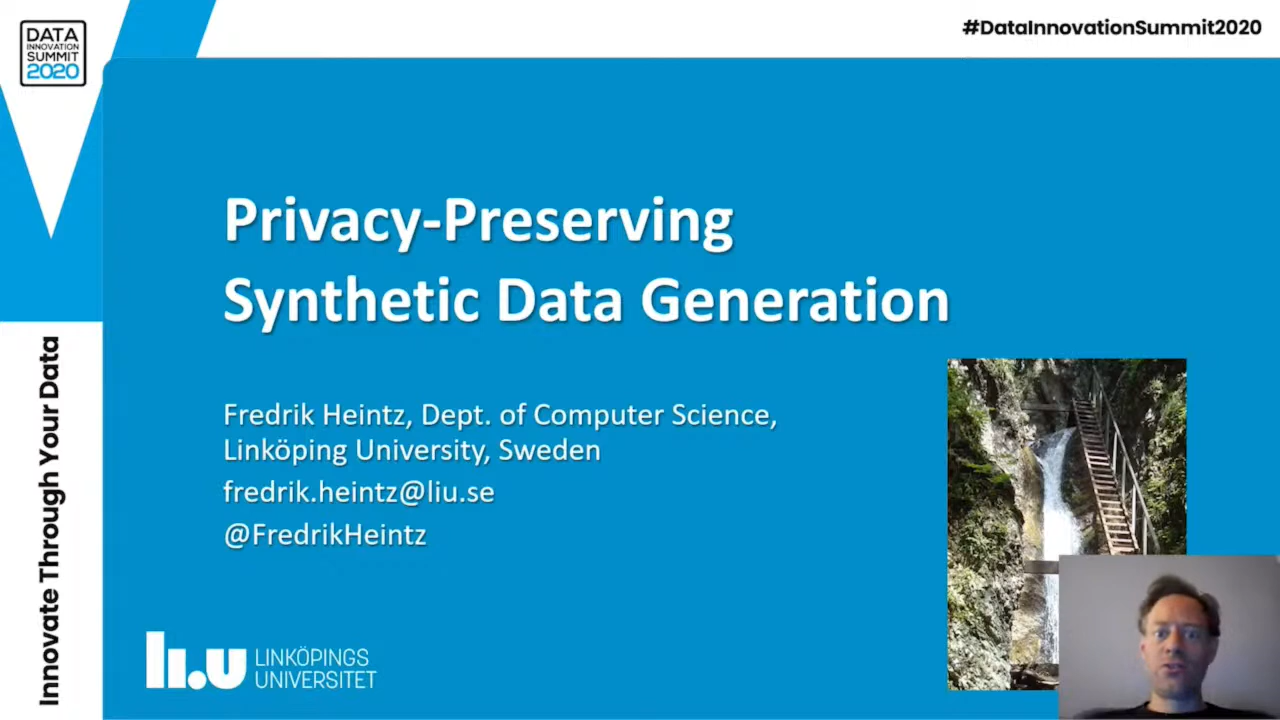 DATA
INNOVATION
SUMMIT
2020
#DataInnovationSummit2020
Privacy-Preserving
Synthetic Data Generation
Fredrik Heintz, Dept. of Computer Science,
Linköping University, Sweden
fredrik.heintz@liu.se
@FredrikHeintz
Innovate Through Your Data
li.u LINKÖPINGS
UNIVERSITET